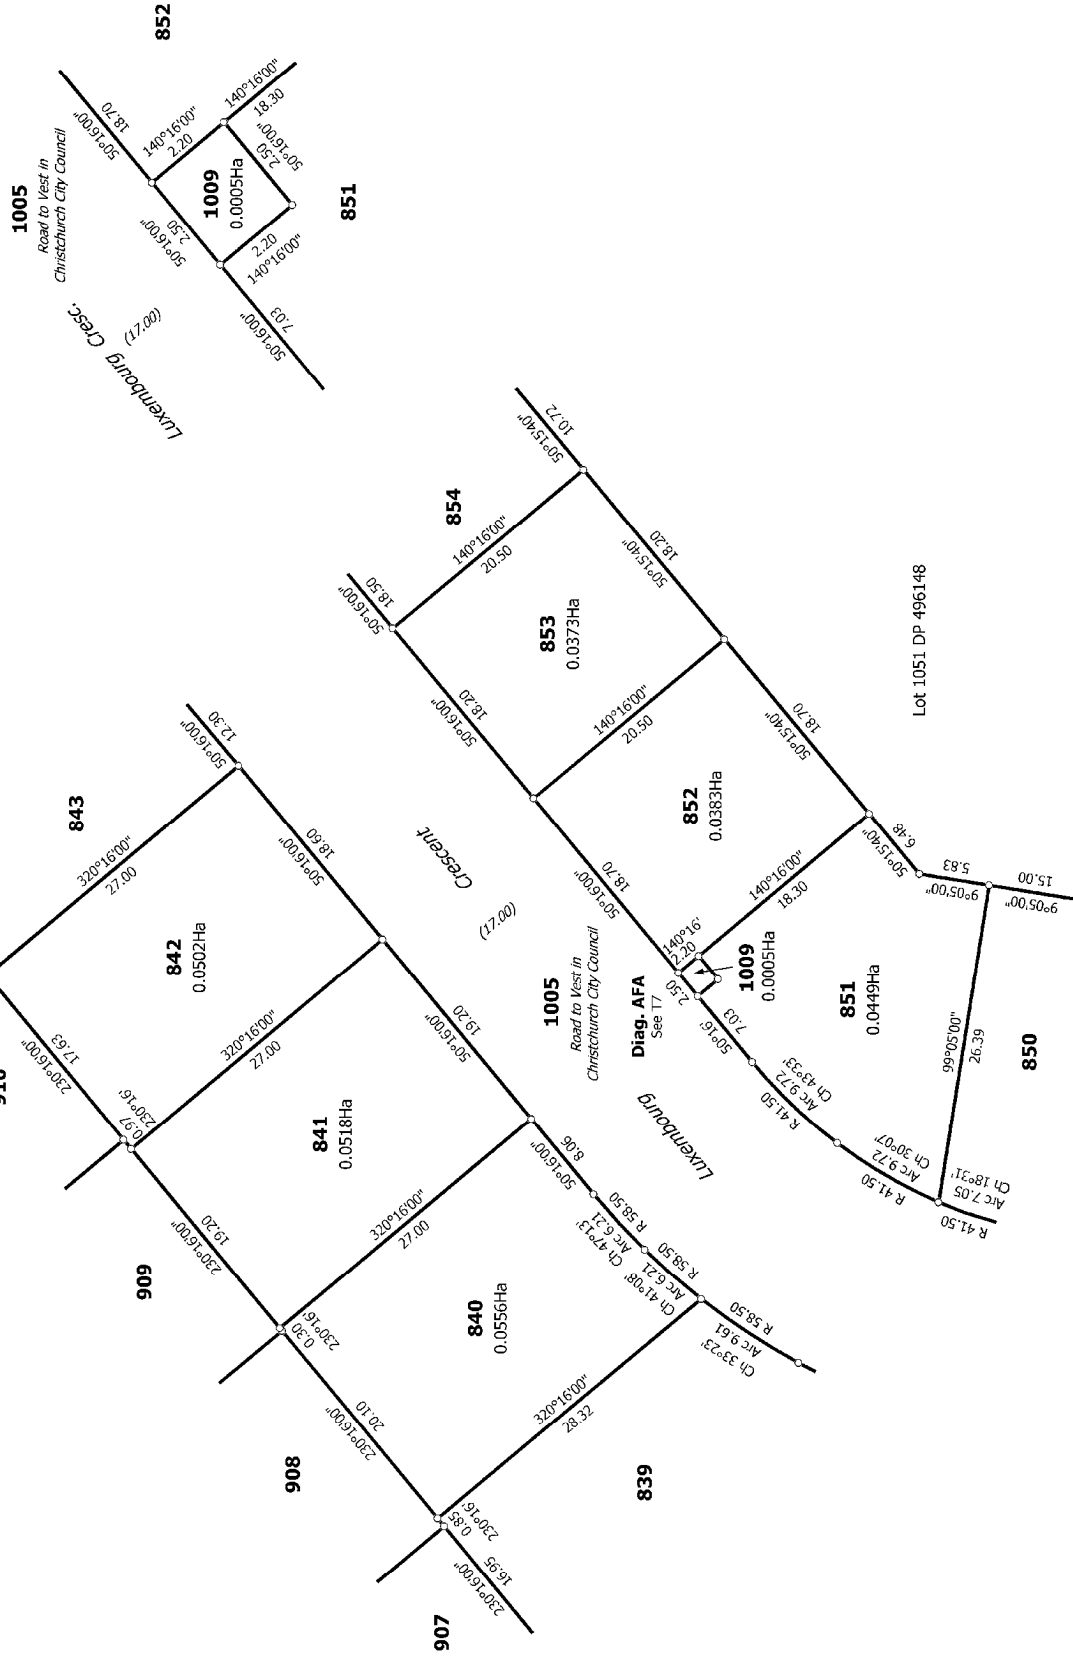 852
1005
Road to Vest in
Christchurch City Council
50°16'00"
18.70
140°16'00"
2.20
140°16'00"
18.30
1009
0.0005Ha
50°16'00"
2.50
2.50
50°16'00"
2.20
140°16'00"
851
50°16'00"
7.03
Luxembourg Cresc.
(17.00)
854
50°15'40"
10.72
140°16'00"
20.50
50°16'00"
18.50
853
0.0373Ha
50°16'00"
18.20
50°15'40"
18.20
140°16'00"
20.50
852
0.0383Ha
50°15'40"
18.70
Lot 1051 DP 496148
50°16'00"
18.70
140°16'00"
18.30
50°15'40"
6.48
9°05'00"
5.83
9°05'00"
15.00
140°16'
2.20
1009
0.0005Ha
2.50
50°16'
7.03
851
0.0449Ha
99°05'00"
26.39
850
R 41.50
Arc 9.72
Ch 43°33'
R 41.50
Arc 9.72
Ch 30°07'
R 41.50
Arc 7.05
Ch 18°31'
843
50°16'00"
12.30
320°16'00"
27.00
842
0.0502Ha
50°16'00"
18.60
Crescent
(17.00)
1005
Road to Vest in
Christchurch City Council
Diag. AFA
See T7
Luxembourg
230°16'00"
17.63
0.97
230°16'
320°16'00"
27.00
841
0.0518Ha
50°16'00"
19.20
230°16'00"
19.20
909
320°16'00"
27.00
50°16'00"
8.06
R 58.50
Arc 6.21
Ch 47°13'
R 58.50
Arc 6.21
Ch 41°08'
R 58.50
Arc 9.61
Ch 33°23'
840
0.0556Ha
0.30
230°16'
230°16'00"
20.10
908
320°16'00"
28.32
839
0.85
230°16'
230°16'00"
16.95
907